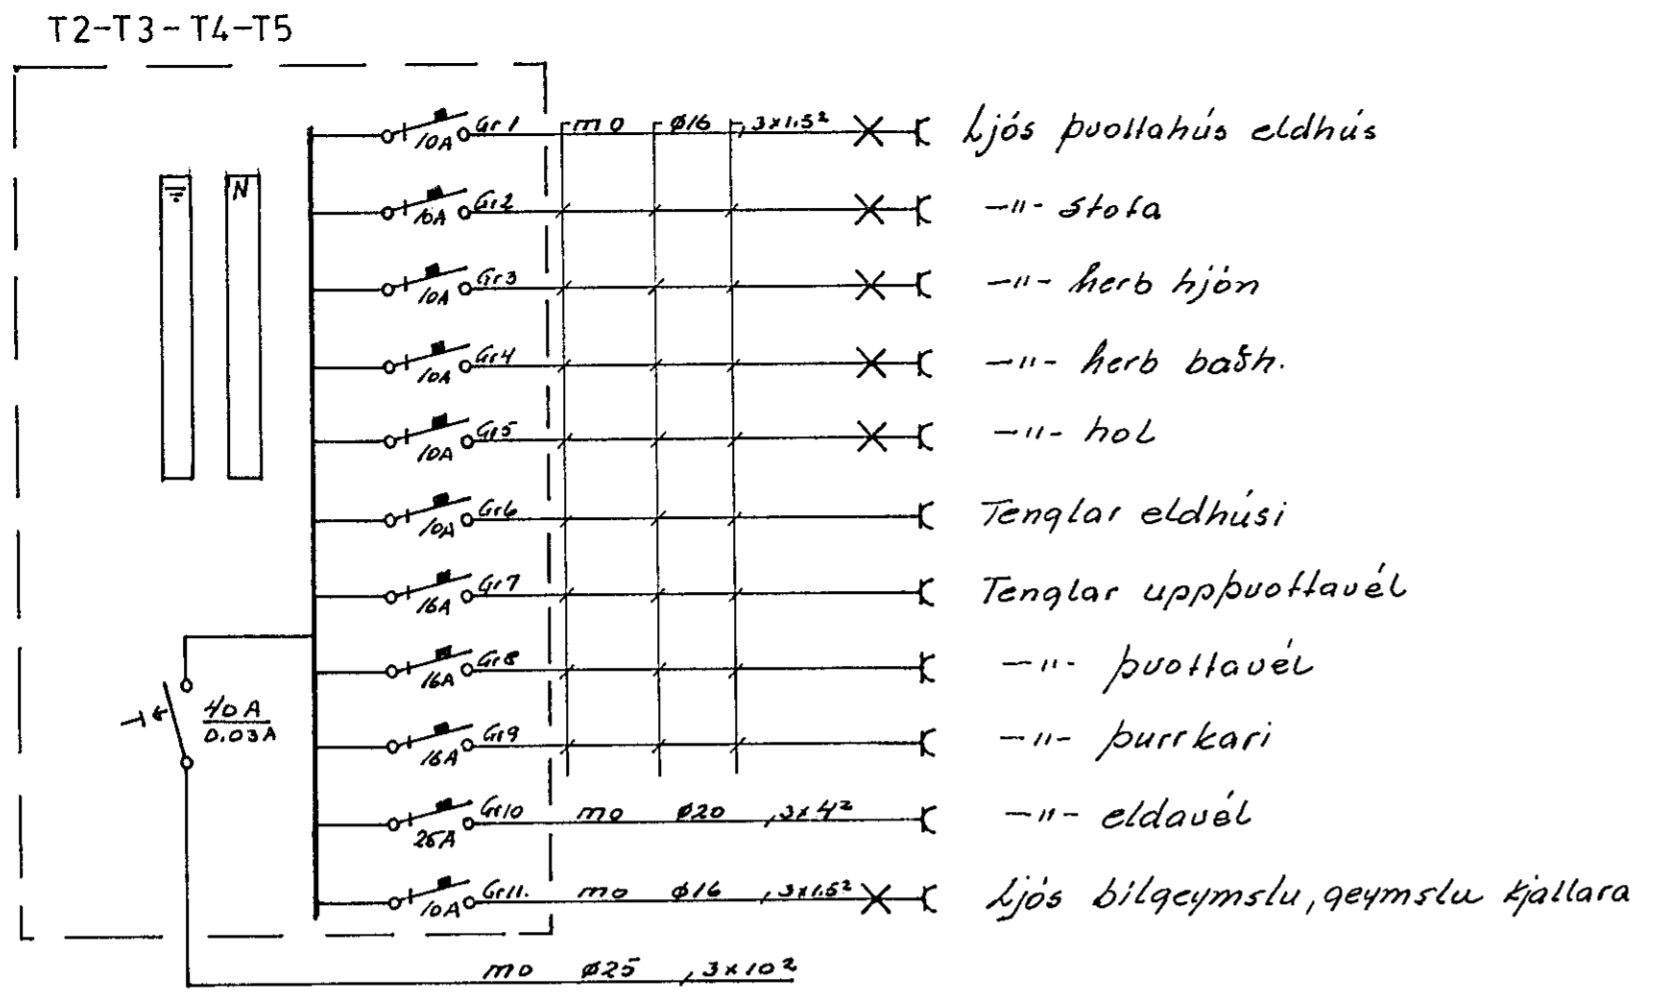 T2-T3-T4-T5
10A Gr1 mo ø16 3x1.5² Ljós þvottahús eldhús
N
10A Gr2 -"- stofa
10A Gr3 -"- herb hjón
10A Gr4 -"- herb baðh.
10A Gr5 -"- hol
10A Gr6 Tenglar eldhúsi
16A Gr7 Tenglar uppþvottavél
16A Gr8 -"- þvottavél
40A
0.03A
16A Gr9 -"- þurrkari
25A Gr10 mo ø20 3x4² -"- eldavél
10A Gr11. mo ø16 3x1.5² Ljós bílgeymslu, geymslu kjallara
mo ø25 3x10²